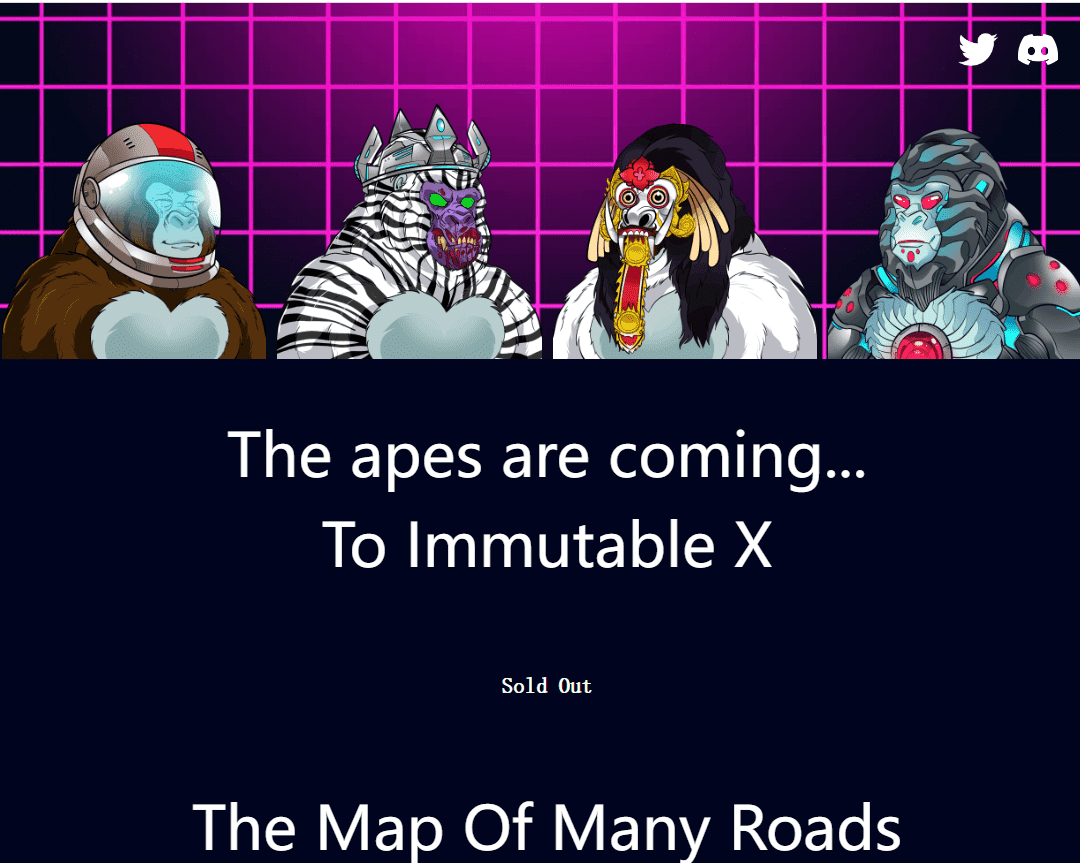 The apes are coming...
To Immutable X
Sold Out
The Map Of Many Roads